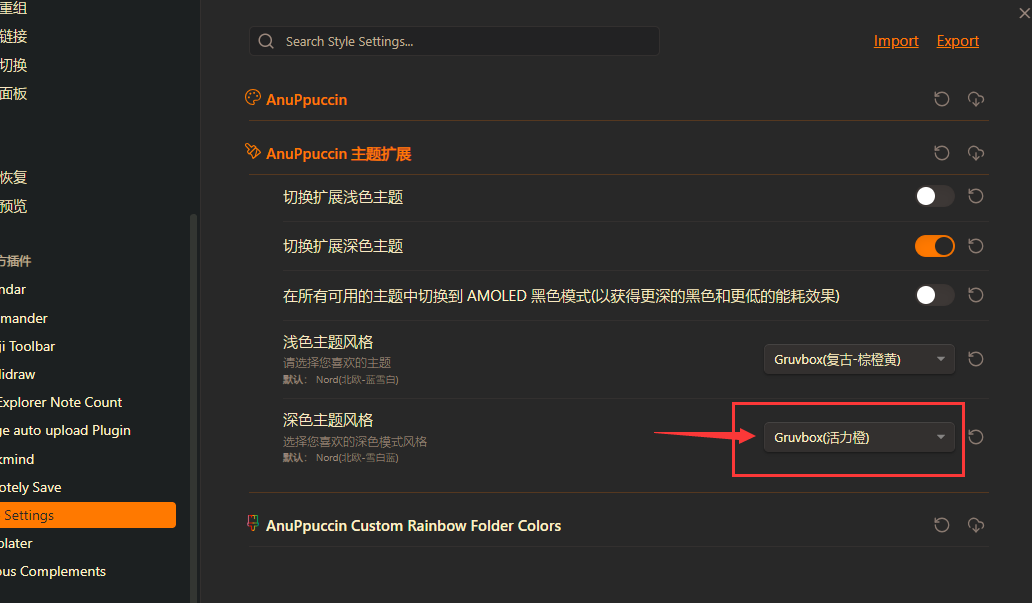 重组
链接
切换
面板
恢复
预览
方插件
ndar
mander
ji Toolbar
lidraw
Explorer Note Count
ge auto upload Plugin
kmind
otely Save
Settings
plater
ous Complements
Search Style Settings...
Import
Export
AnuPpuccin
AnuPpuccin 主题扩展
切换扩展浅色主题
切换扩展深色主题
在所有可用的主题中切换到 AMOLED 黑色模式(以获得更深的黑色和更低的能耗效果)
浅色主题风格
请选择您喜欢的主题
默认: Nord(北欧-蓝雪白)
Gruvbox(复古-棕橙黄)
深色主题风格
选择您喜欢的深色模式风格
默认: Nord(北欧-雪白蓝)
Gruvbox(活力橙)
AnuPpuccin Custom Rainbow Folder Colors